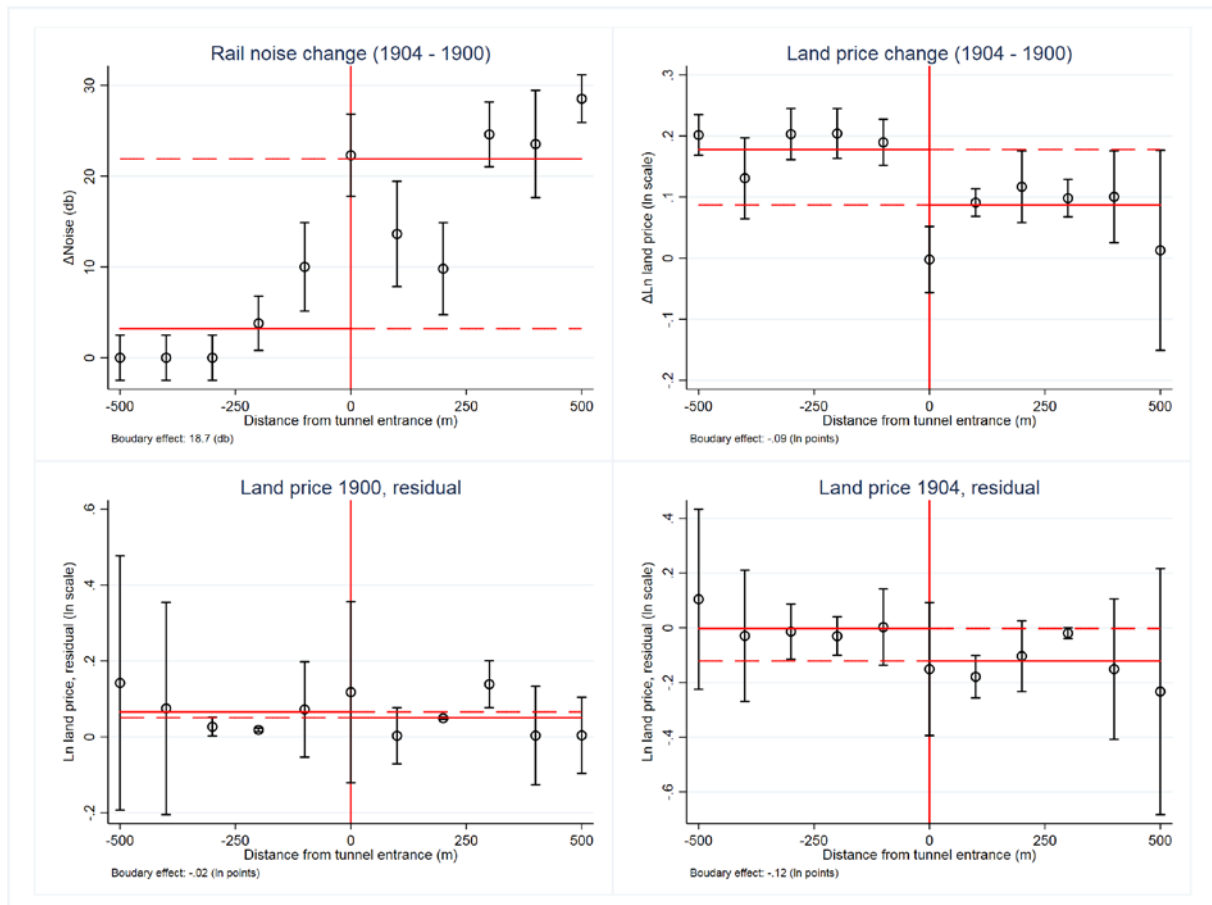 Rail noise change (1904 - 1900)
30
20
10
0
ΔNoise (db)
-500 -250 0 250 500
Distance from tunnel entrance (m)
Boudary effect: 18.7 (db)
Land price change (1904 - 1900)
.3
.2
.1
0
-.1
-.2
ΔLn land price (ln scale)
-500 -250 0 250 500
Distance from tunnel entrance (m)
Boudary effect: -.09 (ln points)
Land price 1900, residual
.6
.4
.2
0
-.2
Ln land price, residual (ln scale)
-500 -250 0 250 500
Distance from tunnel entrance (m)
Boudary effect: -.02 (ln points)
Land price 1904, residual
.4
.2
0
-.2
-.4
-.6
Ln land price, residual (ln scale)
-500 -250 0 250 500
Distance from tunnel entrance (m)
Boudary effect: -.12 (ln points)